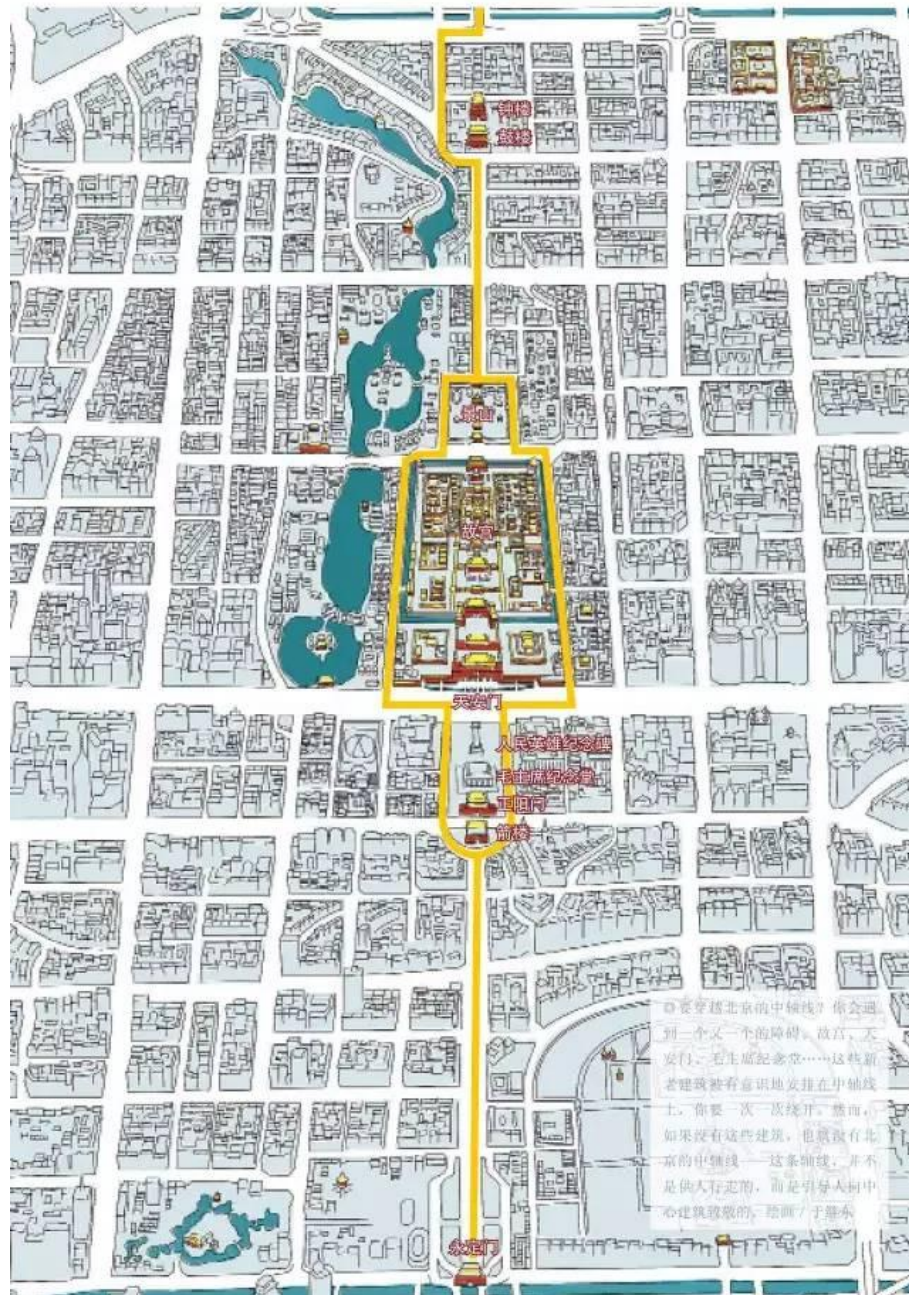 钟楼
鼓楼
景山
故宫
天安门
人民英雄纪念碑
毛主席纪念堂
正阳门
箭楼
◎要穿越北京的中轴线？你会遇
到一个又一个的障碍。故宫、天
安门、毛主席纪念堂……这些新
老建筑被有意识地安排在中轴线
上，你要一次一次绕开。然而，
如果没有这些建筑，也就没有北
京的中轴线——这条轴线，并不
是供人行走的，而是引导人向中
心建筑致敬的。绘画／于继东
永定门